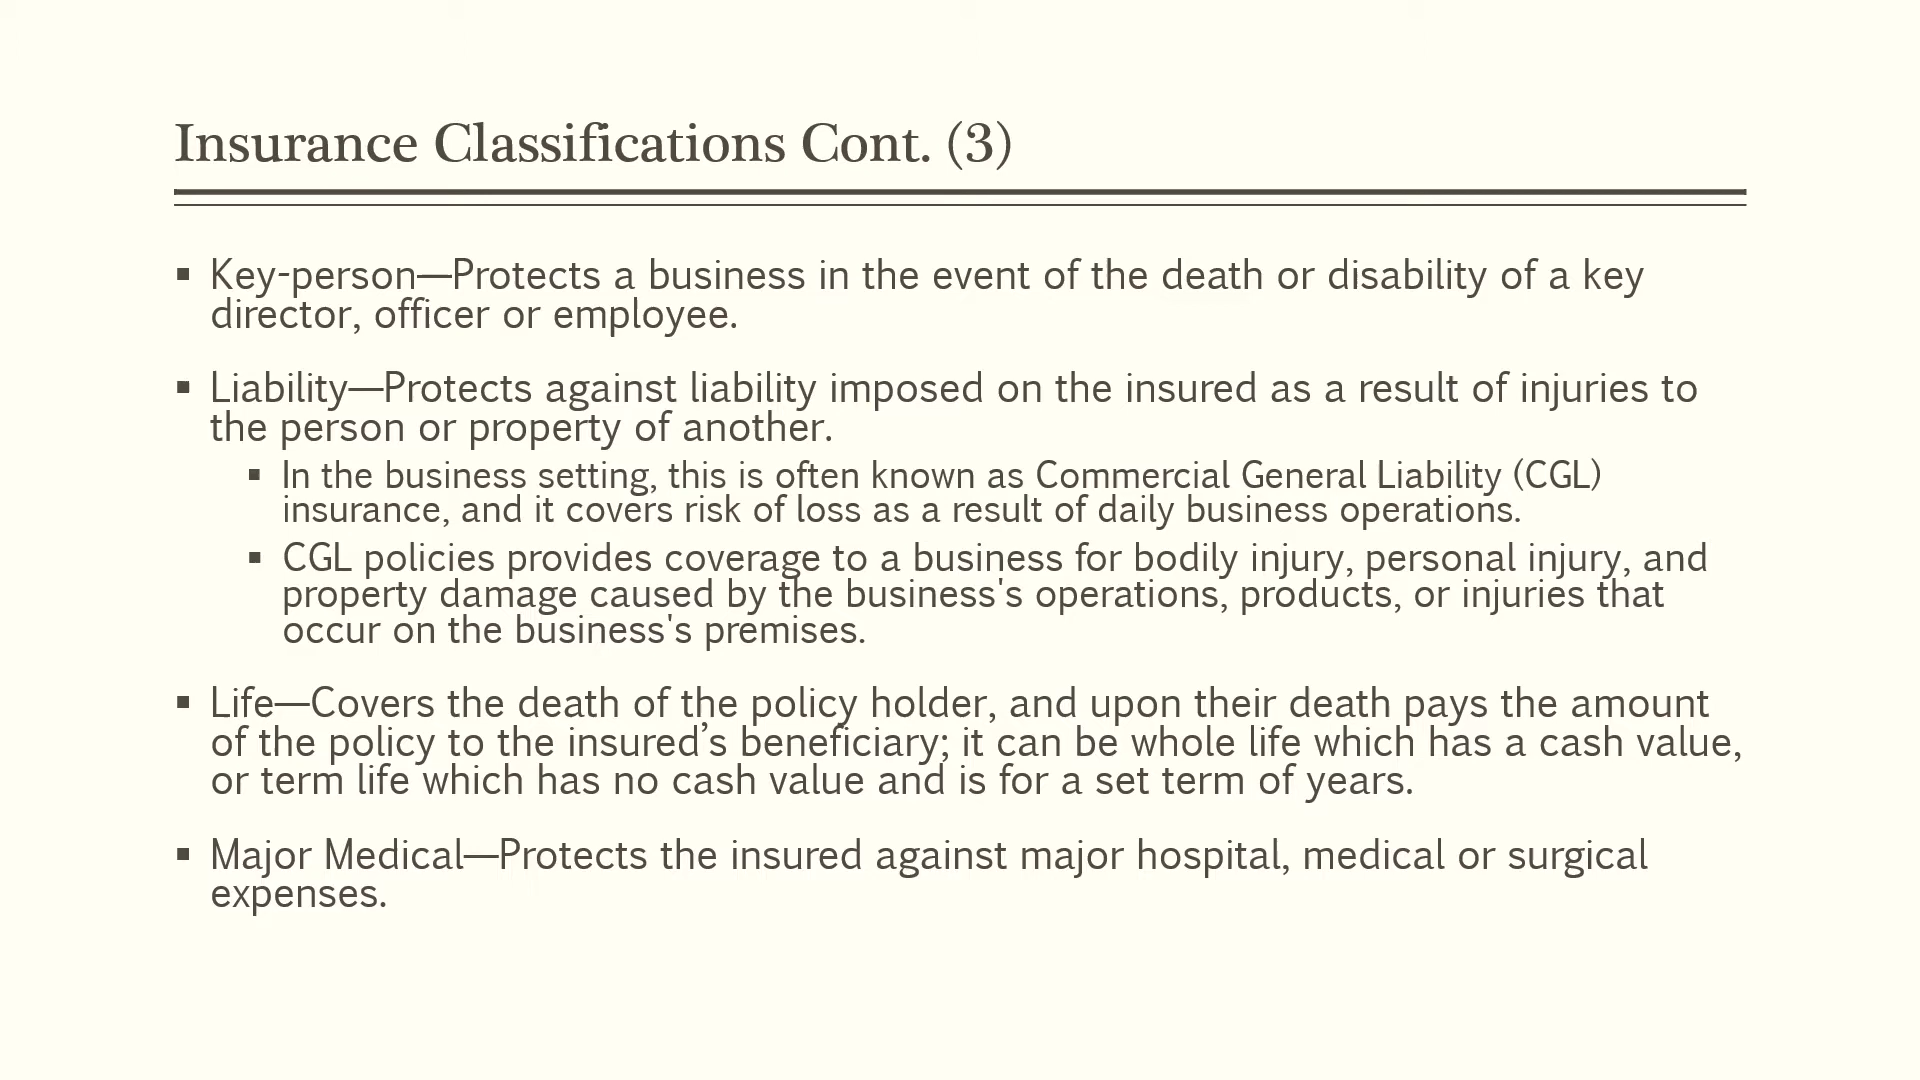 Insurance Classifications Cont. (3)
▪ Key-person—Protects a business in the event of the death or disability of a key
director, officer or employee.
▪ Liability—Protects against liability imposed on the insured as a result of injuries to
the person or property of another.
▪ In the business setting, this is often known as Commercial General Liability (CGL)
insurance, and it covers risk of loss as a result of daily business operations.
▪ CGL policies provides coverage to a business for bodily injury, personal injury, and
property damage caused by the business's operations, products, or injuries that
occur on the business's premises.
▪ Life—Covers the death of the policy holder, and upon their death pays the amount
of the policy to the insured’s beneficiary; it can be whole life which has a cash value,
or term life which has no cash value and is for a set term of years.
▪ Major Medical—Protects the insured against major hospital, medical or surgical
expenses.